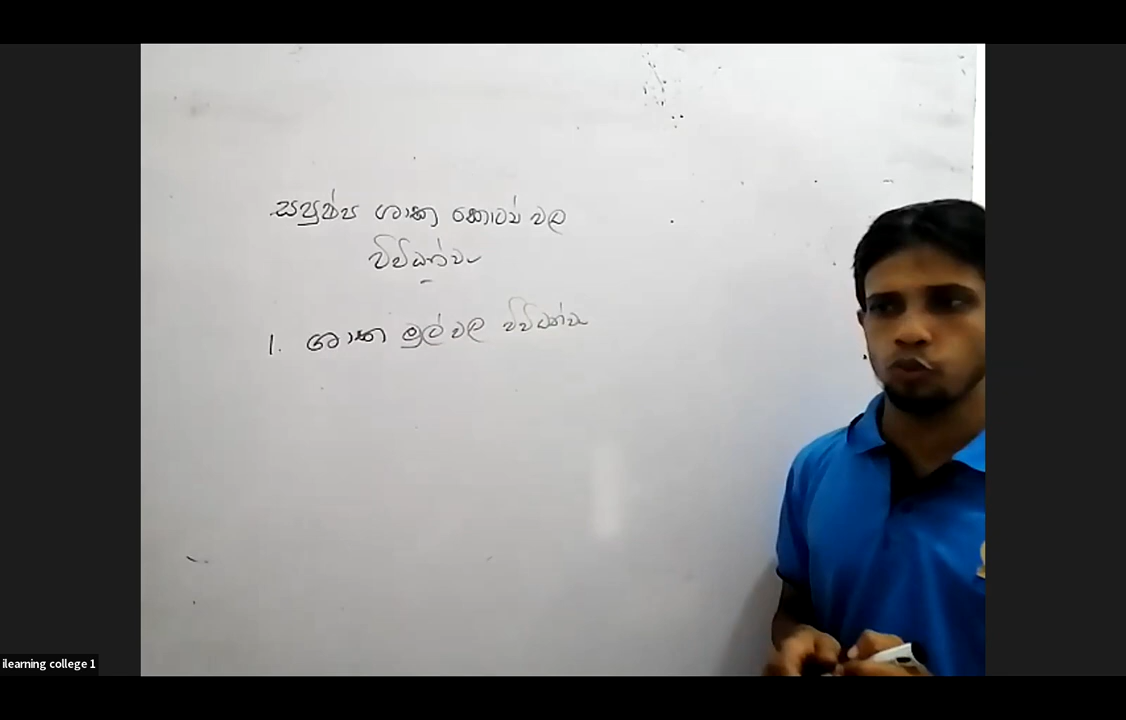 සපුෂ්ප ශාක කොටස් වල
විවිධත්වය
1. ශාක මුල් වල විවිධත්වය
ilearning college 1